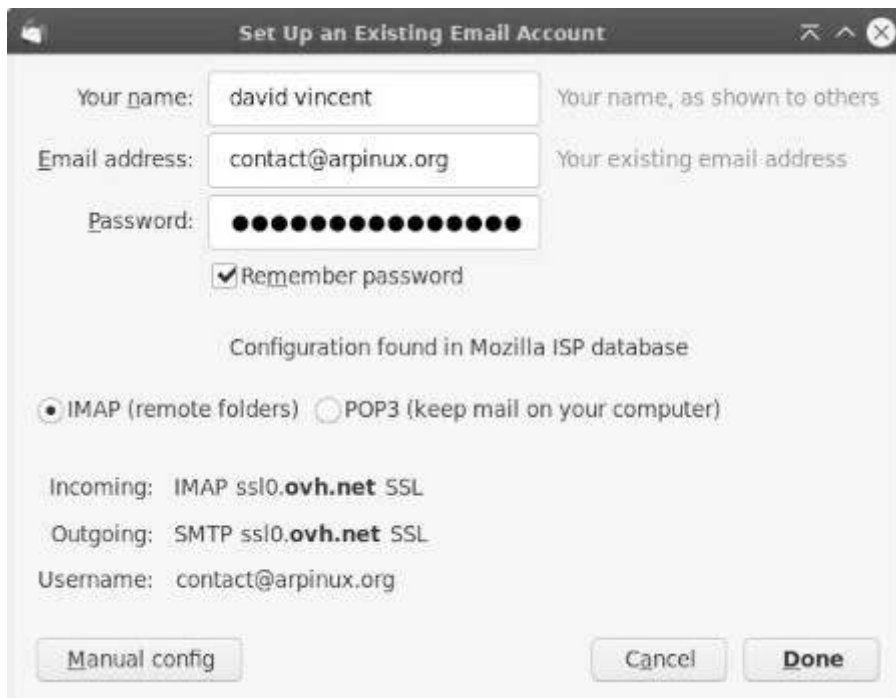 Set Up an Existing Email Account
Your name: david vincent Your name, as shown to others
Email address: contact@arpinux.org Your existing email address
Password: ●●●●●●●●●●●●●●●
Remember password
Configuration found in Mozilla ISP database
IMAP (remote folders) POP3 (keep mail on your computer)
Incoming: IMAP ssl0.ovh.net SSL
Outgoing: SMTP ssl0.ovh.net SSL
Username: contact@arpinux.org
Manual config Cancel Done